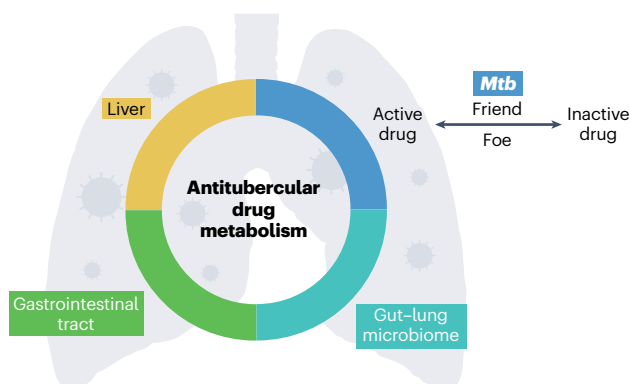 Liver
Mtb
Friend
Active
drug
Foe
Inactive
drug
Antitubercular
drug
metabolism
Gastrointestinal
tract
Gut–lung
microbiome